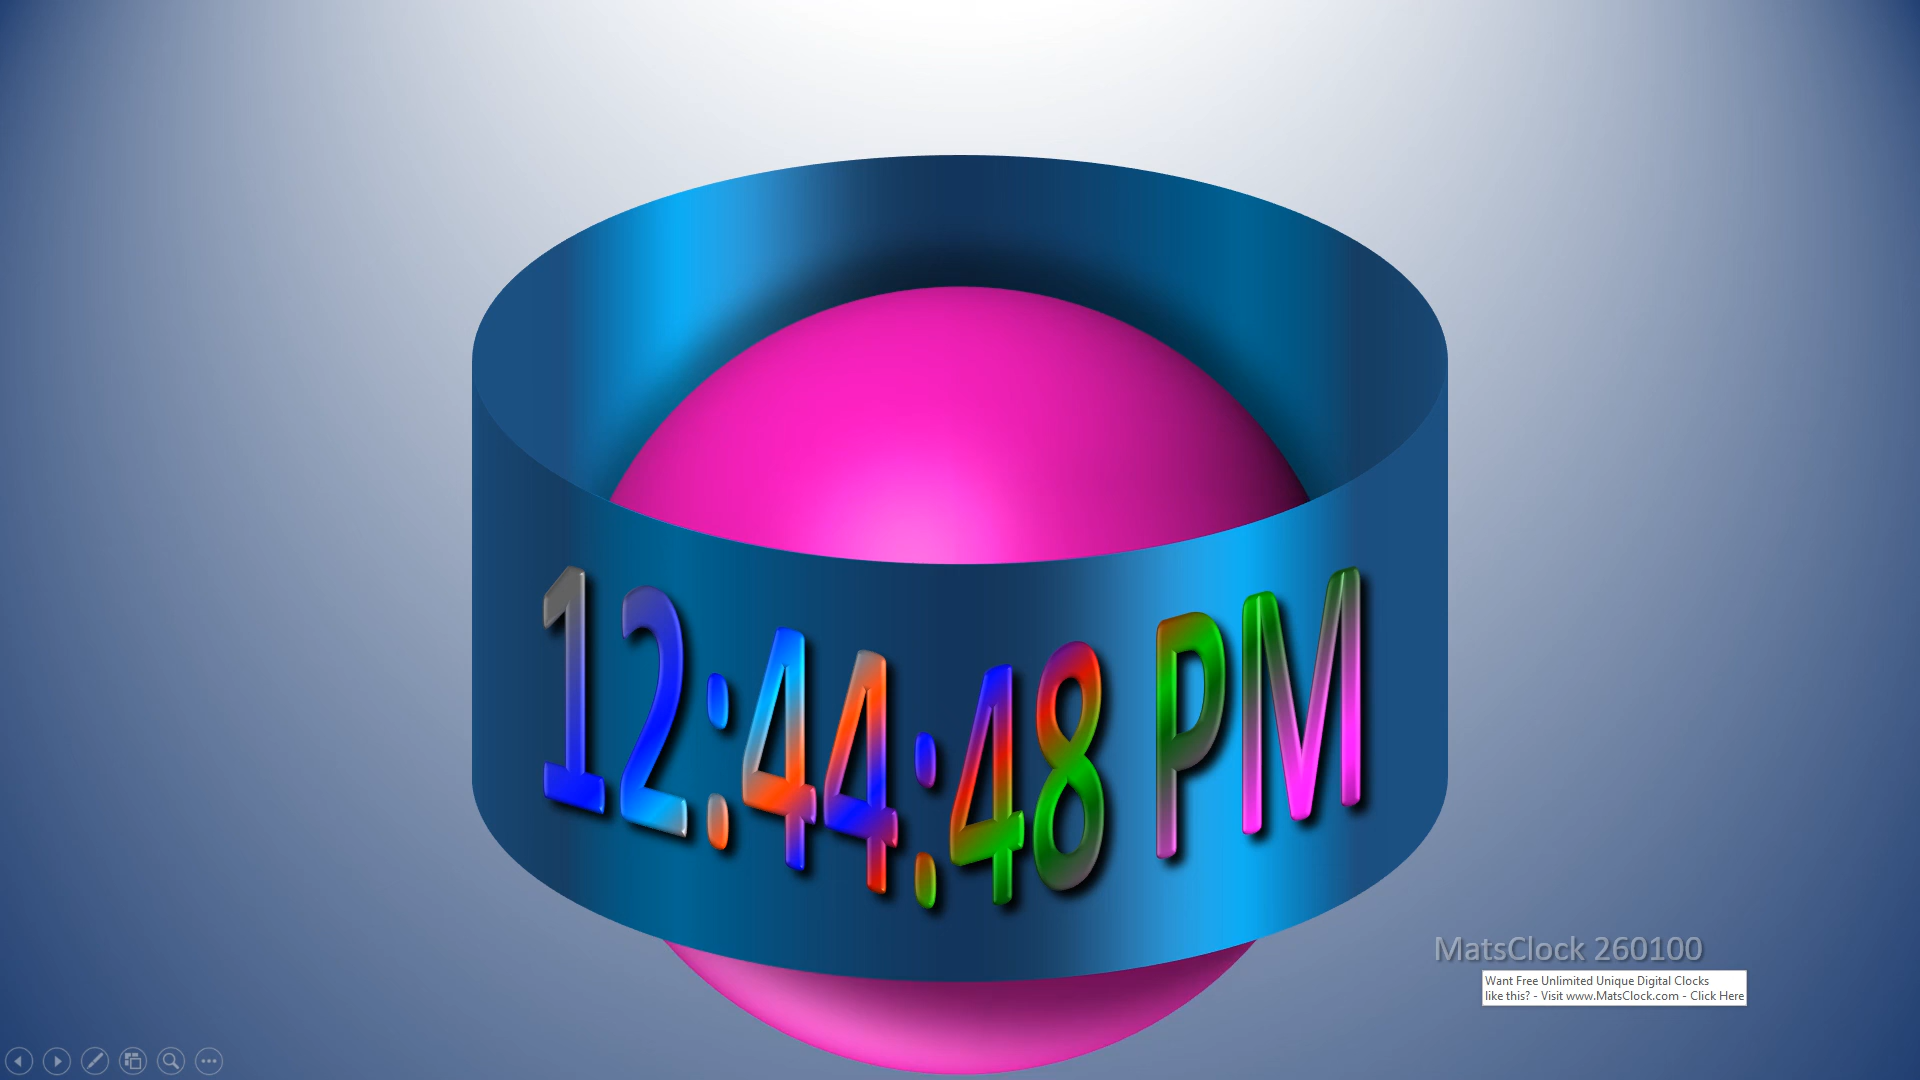 12:44:48 PM
MatsClock 260100
Want Free Unlimited Unique Digital Clocks
like this? - Visit www.MatsClock.com - Click Here